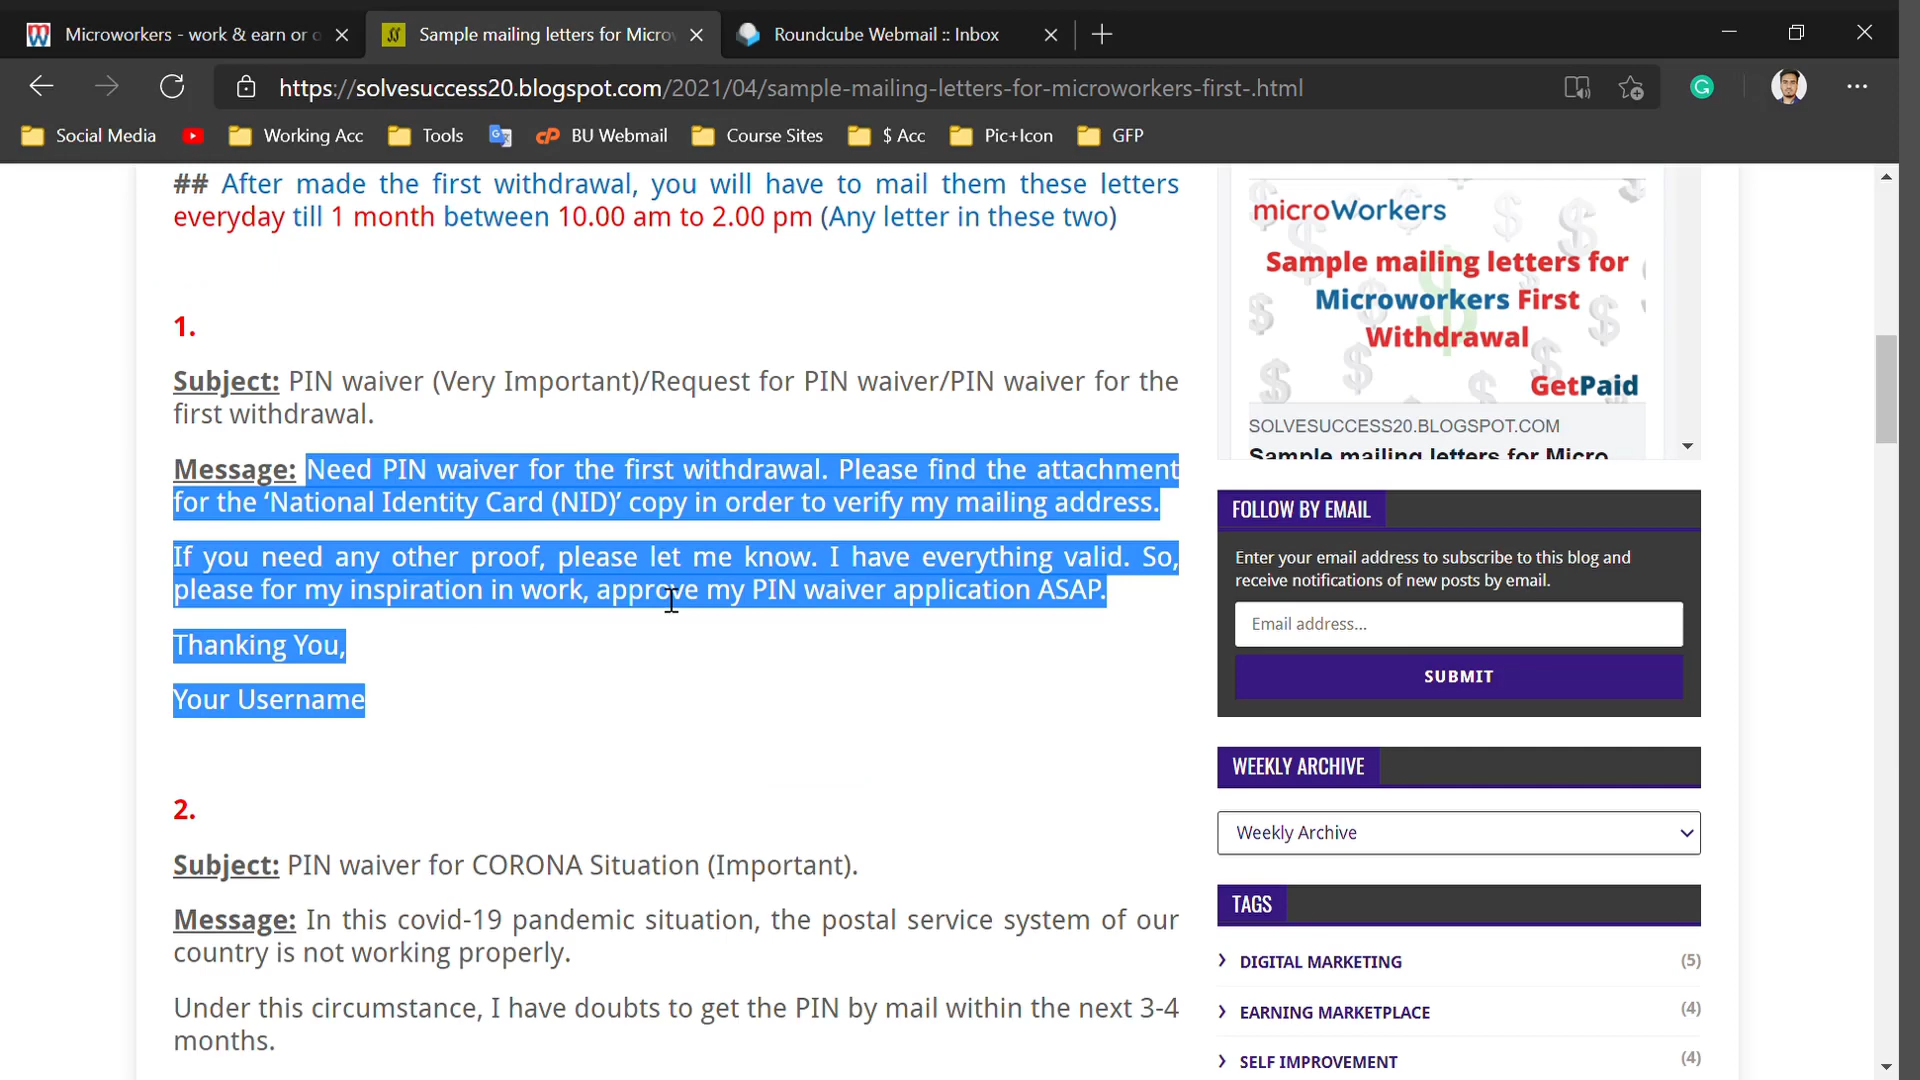 Microworkers - work & earn or o
Sample mailing letters for Micro
Roundcube Webmail :: Inbox
https://solvesuccess20.blogspot.com/2021/04/sample-mailing-letters-for-microworkers-first-.html
Social Media
Working Acc
Tools
BU Webmail
Course Sites
$ Acc
Pic+Icon
GFP
## After made the first withdrawal, you will have to mail them these letters
everyday till 1 month between 10.00 am to 2.00 pm (Any letter in these two)
1.
Subject: PIN waiver (Very Important)/Request for PIN waiver/PIN waiver for the
first withdrawal.
Message: Need PIN waiver for the first withdrawal. Please find the attachment
for the ‘National Identity Card (NID)’ copy in order to verify my mailing address.
If you need any other proof, please let me know. I have everything valid. So,
please for my inspiration in work, approve my PIN waiver application ASAP.
Thanking You,
Your Username
2.
Subject: PIN waiver for CORONA Situation (Important).
Message: In this covid-19 pandemic situation, the postal service system of our
country is not working properly.
Under this circumstance, I have doubts to get the PIN by mail within the next 3-4
months.
microWorkers
Sample mailing letters for
Microworkers First
Withdrawal
GetPaid
SOLVESUCCESS20.BLOGSPOT.COM
Sample mailing letters for Micro
FOLLOW BY EMAIL
Enter your email address to subscribe to this blog and
receive notifications of new posts by email.
Email address...
SUBMIT
WEEKLY ARCHIVE
Weekly Archive
TAGS
DIGITAL MARKETING (5)
EARNING MARKETPLACE (4)
SELF IMPROVEMENT (4)